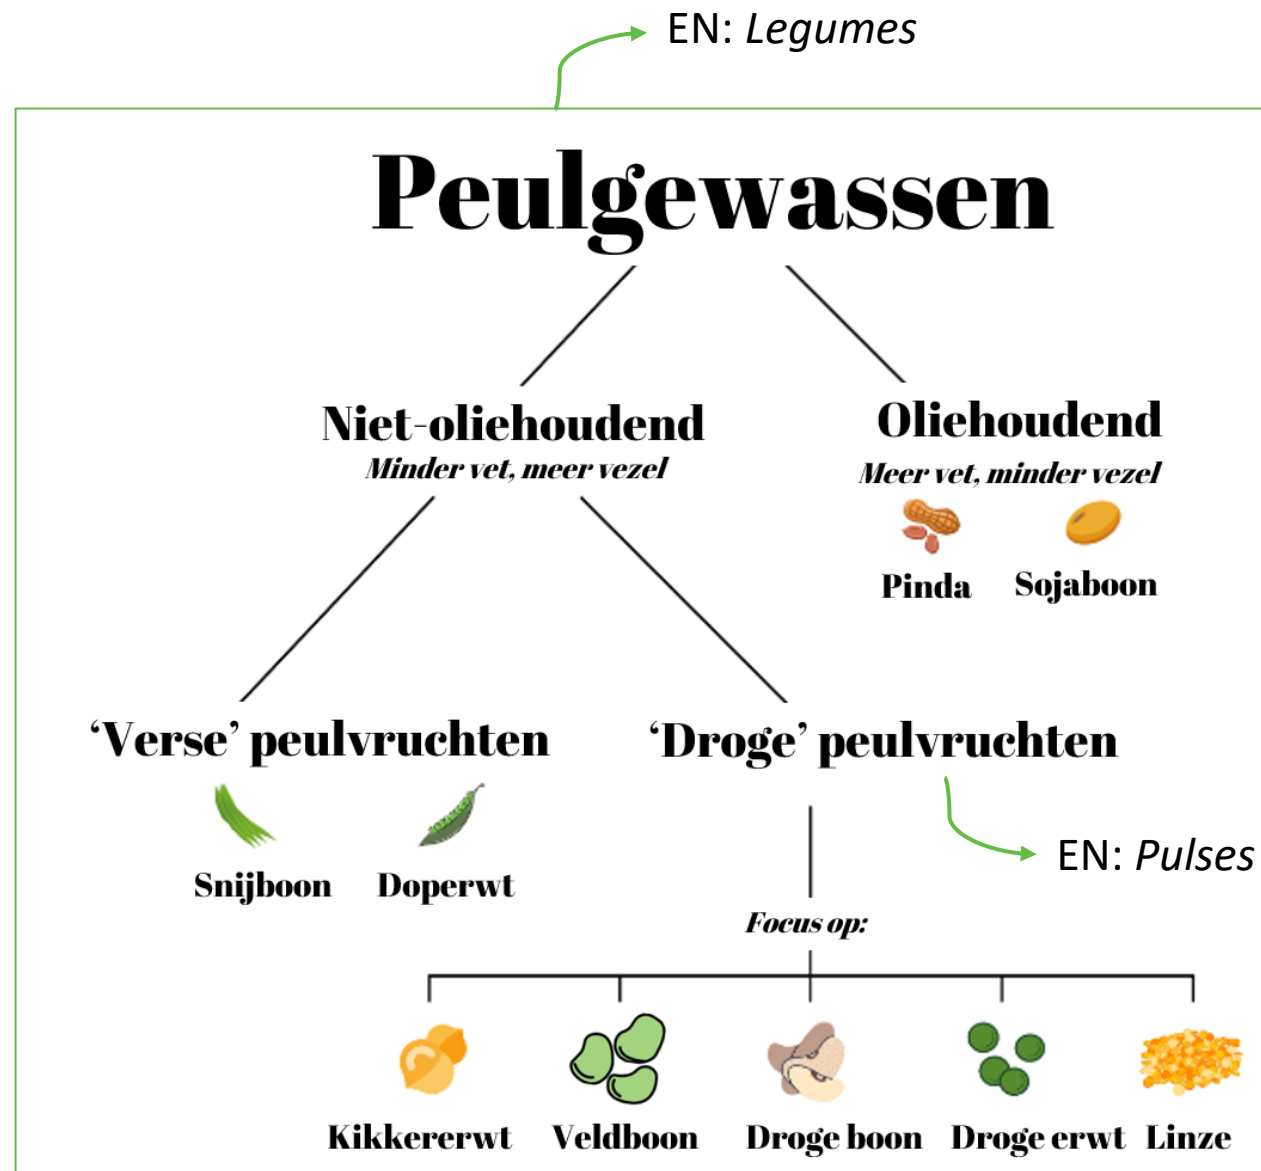 EN: Legumes
Peulgewassen
Niet-oliehoudend
Minder vet, meer vezel
Oliehoudend
Meer vet, minder vezel
Pinda
Sojaboon
‘Verse’ peulvruchten
Snijboon
Doperwt
‘Droge’ peulvruchten
EN: Pulses
Focus op:
Kikkererwt
Veldboon
Droge boon
Droge erwt
Linze